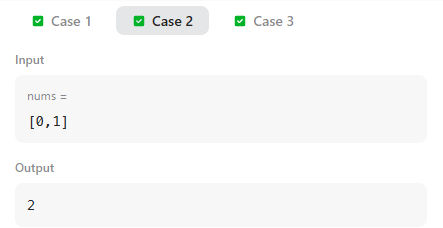 Case 1 Case 2 Case 3
Input
nums =
[0,1]
Output
2